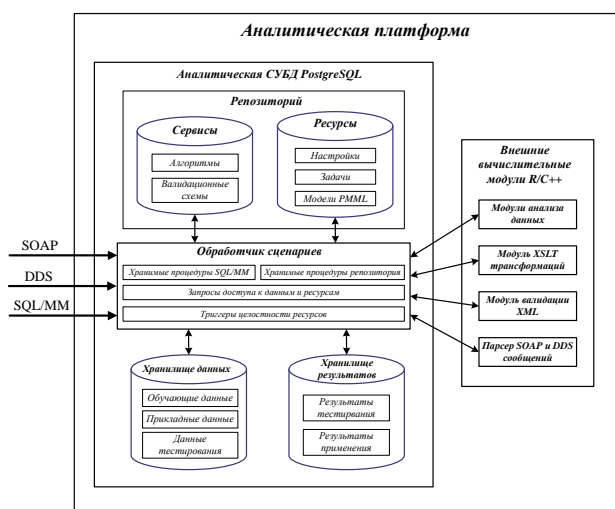 Аналитическая платформа
Аналитическая СУБД PostgreSQL
Репозиторий
Сервисы
Алгоритмы
Валидационные
схемы
Ресурсы
Настройки
Задачи
Модели PMML
SOAP
DDS
SQL/MM
Обработчик сценариев
Хранимые процедуры SQL/MM
Хранимые процедуры репозитория
Запросы доступа к данным и ресурсам
Триггеры целостности ресурсов
Хранилище данных
Обучающие данные
Прикладные данные
Данные
тестирования
Хранилище
результатов
Результаты
тестирвания
Результаты
применения
Внешние
вычислительные
модули R/C++
Модули анализа
данных
Модуль XSLT
трансформаций
Модуль валидации
XML
Парсер SOAP и DDS
сообщений